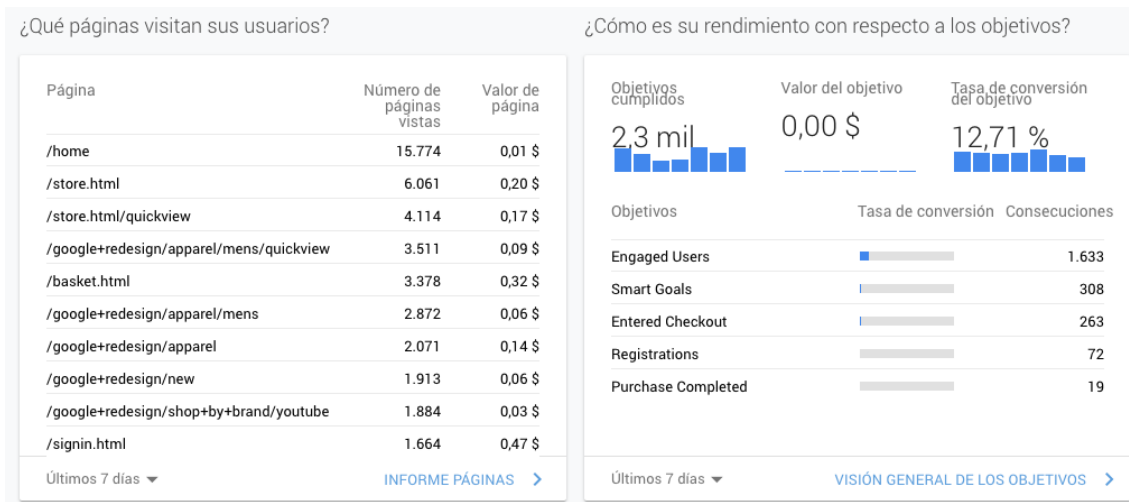 ¿Qué páginas visitan sus usuarios?
Página
Número de
páginas
vistas
Valor de
página
/home 15.774 0,01 $
/store.html 6.061 0,20 $
/store.html/quickview 4.114 0,17 $
/google+redesign/apparel/mens/quickview 3.511 0,09 $
/basket.html 3.378 0,32 $
/google+redesign/apparel/mens 2.872 0,06 $
/google+redesign/apparel 2.071 0,14 $
/google+redesign/new 1.913 0,06 $
/google+redesign/shop+by+brand/youtube 1.884 0,03 $
/signin.html 1.664 0,47 $
Últimos 7 días INFORME PÁGINAS
¿Cómo es su rendimiento con respecto a los objetivos?
Objetivos
cumplidos
2,3 mil
Valor del objetivo
0,00 $
Tasa de conversión
del objetivo
12,71 %
Objetivos Tasa de conversión Consecuciones
Engaged Users 1.633
Smart Goals 308
Entered Checkout 263
Registrations 72
Purchase Completed 19
Últimos 7 días VISIÓN GENERAL DE LOS OBJETIVOS